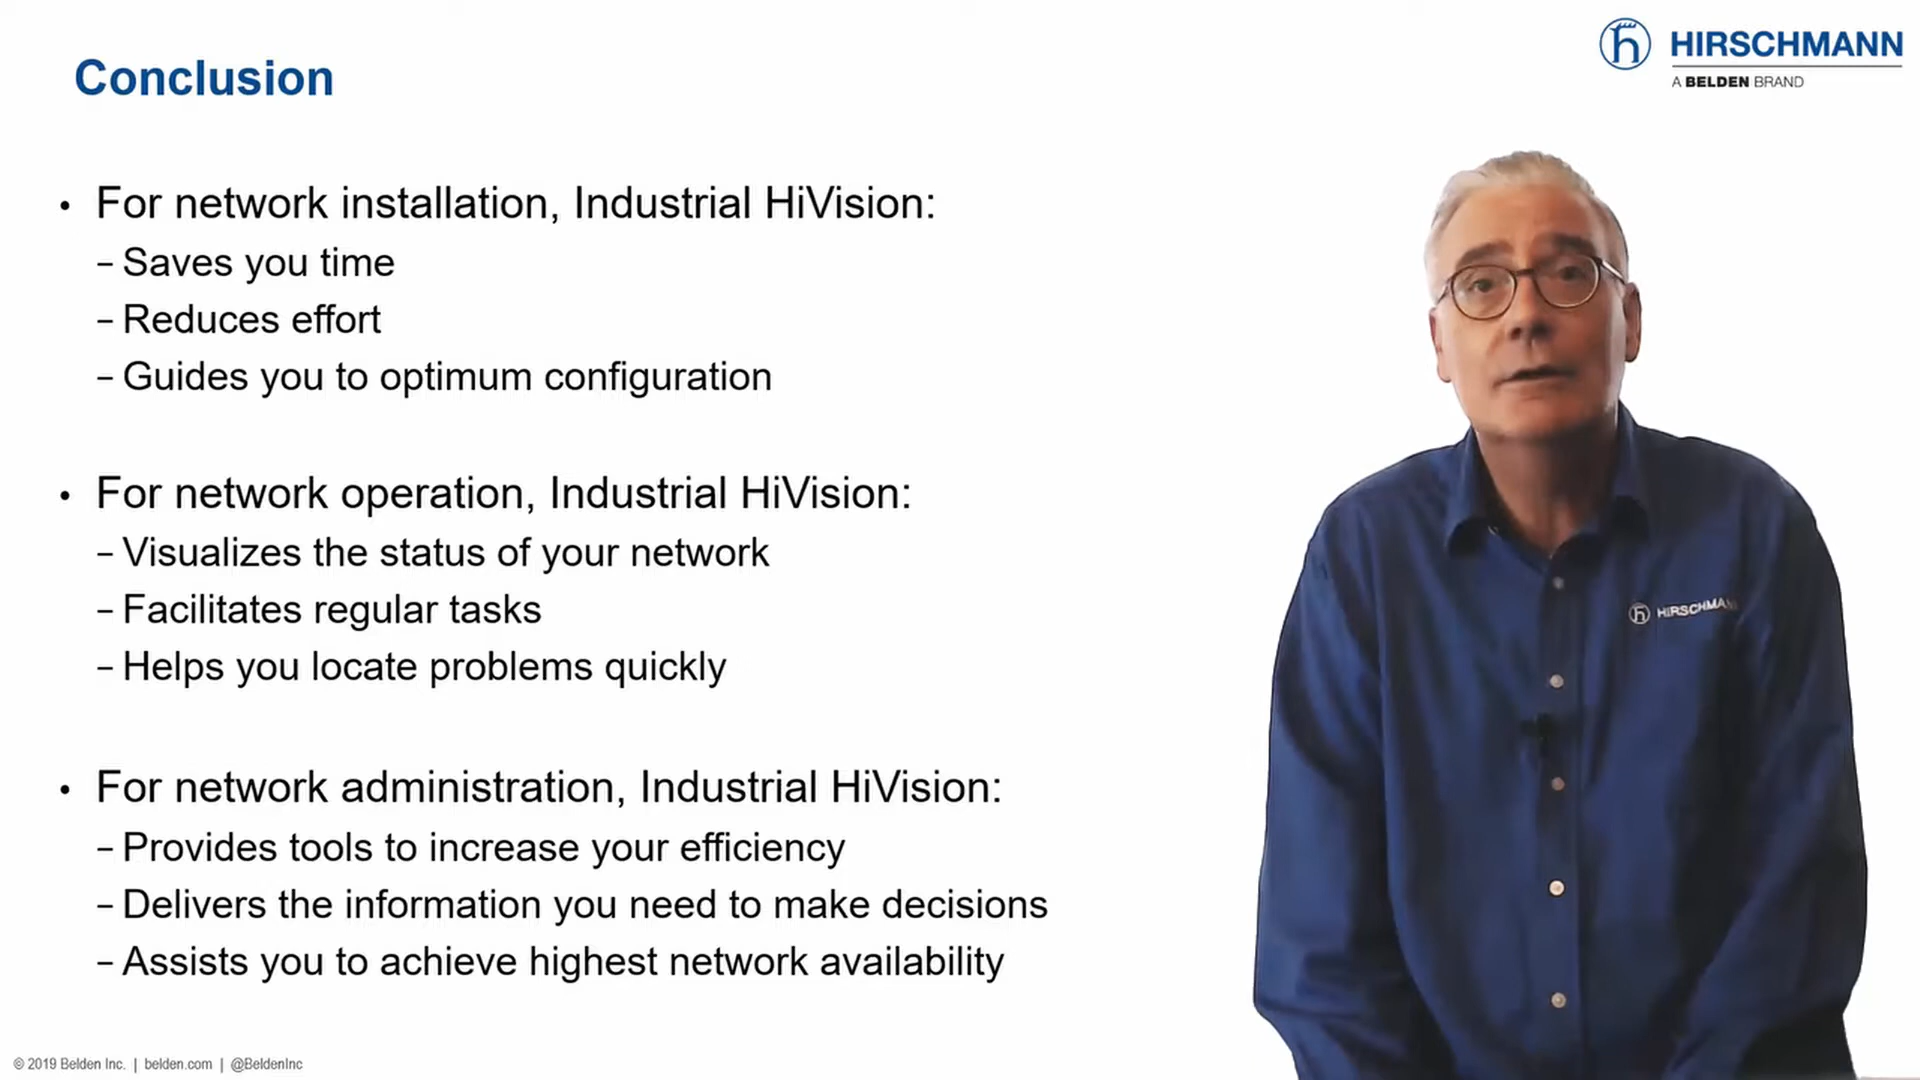 HIRSCHMANN
A BELDEN BRAND
Conclusion
• For network installation, Industrial HiVision:
– Saves you time
– Reduces effort
– Guides you to optimum configuration
• For network operation, Industrial HiVision:
– Visualizes the status of your network
– Facilitates regular tasks
– Helps you locate problems quickly
• For network administration, Industrial HiVision:
– Provides tools to increase your efficiency
– Delivers the information you need to make decisions
– Assists you to achieve highest network availability
HIRSCHMAN
© 2019 Belden Inc. | belden.com | @BeldenInc